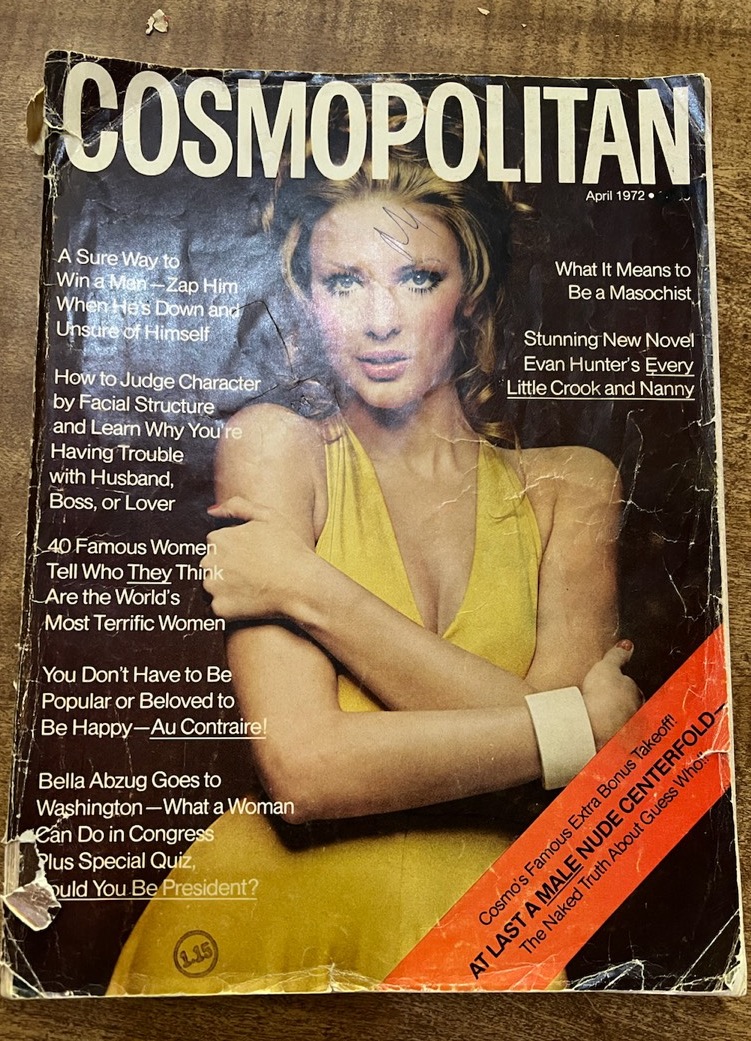 COSMOPOLITAN
April 1972 •
A Sure Way to
Win a Man—Zap Him
When He's Down and
Unsure of Himself
How to Judge Character
by Facial Structure
and Learn Why You're
Having Trouble
with Husband,
Boss, or Lover
40 Famous Women
Tell Who They Think
Are the World's
Most Terrific Women
You Don't Have to Be
Popular or Beloved to
Be Happy—Au Contraire!
Bella Abzug Goes to
Washington—What a Woman
Can Do in Congress
Plus Special Quiz,
You Be President?
What It Means to
Be a Masochist
Stunning New Novel
Evan Hunter's Every
Little Crook and Nanny
Cosmo's Famous Extra Bonus Takeoff!
AT LAST A MALE NUDE CENTERFOLD—
The Naked Truth About Guess Who!!
1.15